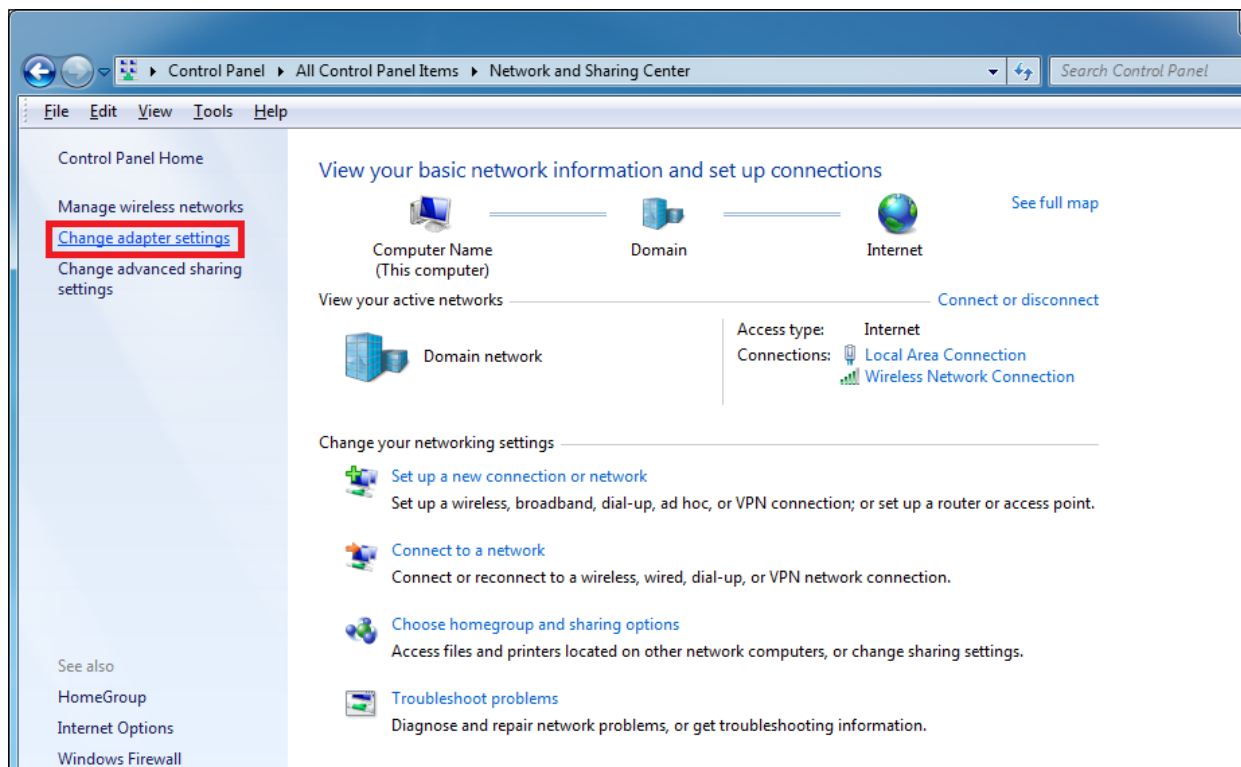 Control Panel ▸ All Control Panel Items ▸ Network and Sharing Center
Search Control Panel
File Edit View Tools Help
Control Panel Home
Manage wireless networks
Change adapter settings
Change advanced sharing
settings
See also
HomeGroup
Internet Options
Windows Firewall
View your basic network information and set up connections
See full map
Computer Name
(This computer)
Domain
Internet
View your active networks
Connect or disconnect
Domain network
Access type: Internet
Connections: Local Area Connection
Wireless Network Connection
Change your networking settings
Set up a new connection or network
Set up a wireless, broadband, dial-up, ad hoc, or VPN connection; or set up a router or access point.
Connect to a network
Connect or reconnect to a wireless, wired, dial-up, or VPN network connection.
Choose homegroup and sharing options
Access files and printers located on other network computers, or change sharing settings.
Troubleshoot problems
Diagnose and repair network problems, or get troubleshooting information.